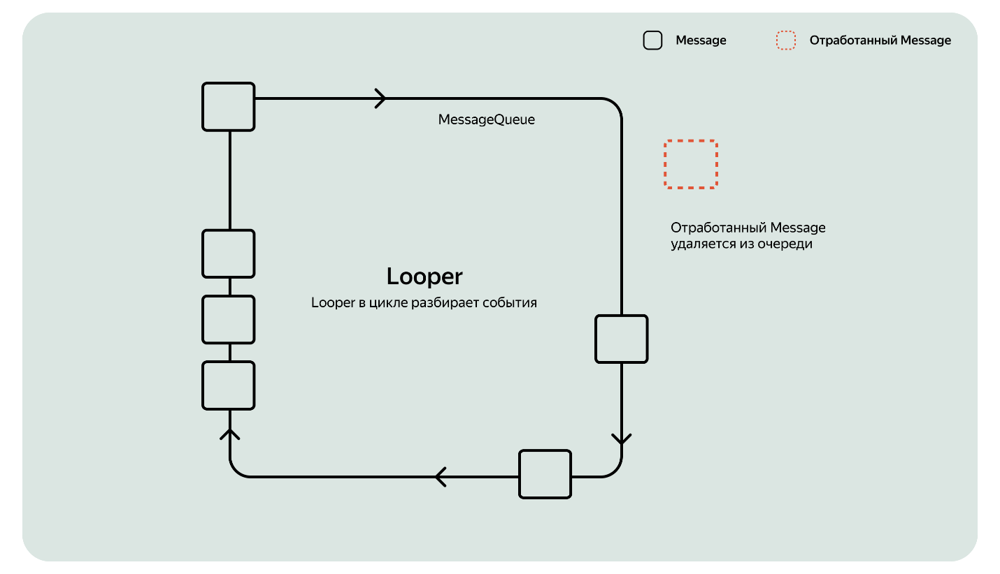 Message
Отработанный Message
MessageQueue
Отработанный Message
удаляется из очереди
Looper
Looper в цикле разбирает события